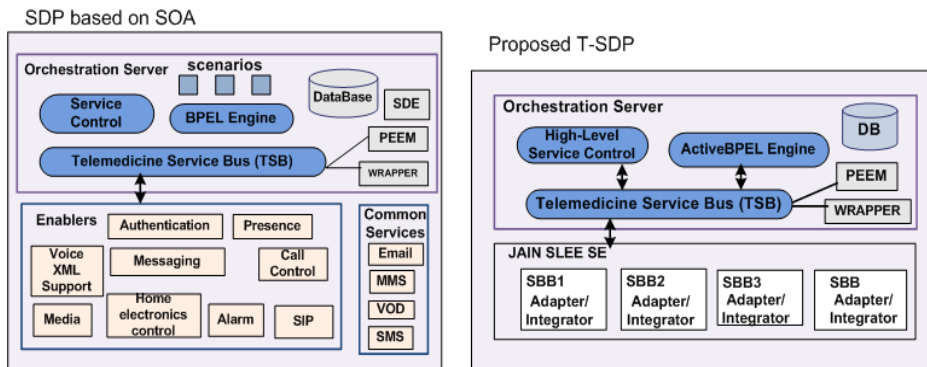 SDP based on SOA
Orchestration Server
scenarios
DataBase
SDE
Service
Control
BPEL Engine
PEEM
Telemedicine Service Bus (TSB)
WRAPPER
Enablers
Authentication
Presence
Voice
XML
Support
Messaging
Call
Control
Media
Home
electronics
control
Alarm
SIP
Common
Services
Email
MMS
VOD
SMS
Proposed T-SDP
Orchestration Server
DB
High-Level
Service Control
ActiveBPEL Engine
PEEM
Telemedicine Service Bus (TSB)
WRAPPER
JAIN SLEE SE
SBB1
Adapter/
Integrator
SBB2
Adapter/
Integrator
SBB3
Adapter/
Integrator
SBB
Adapter/
Integrator